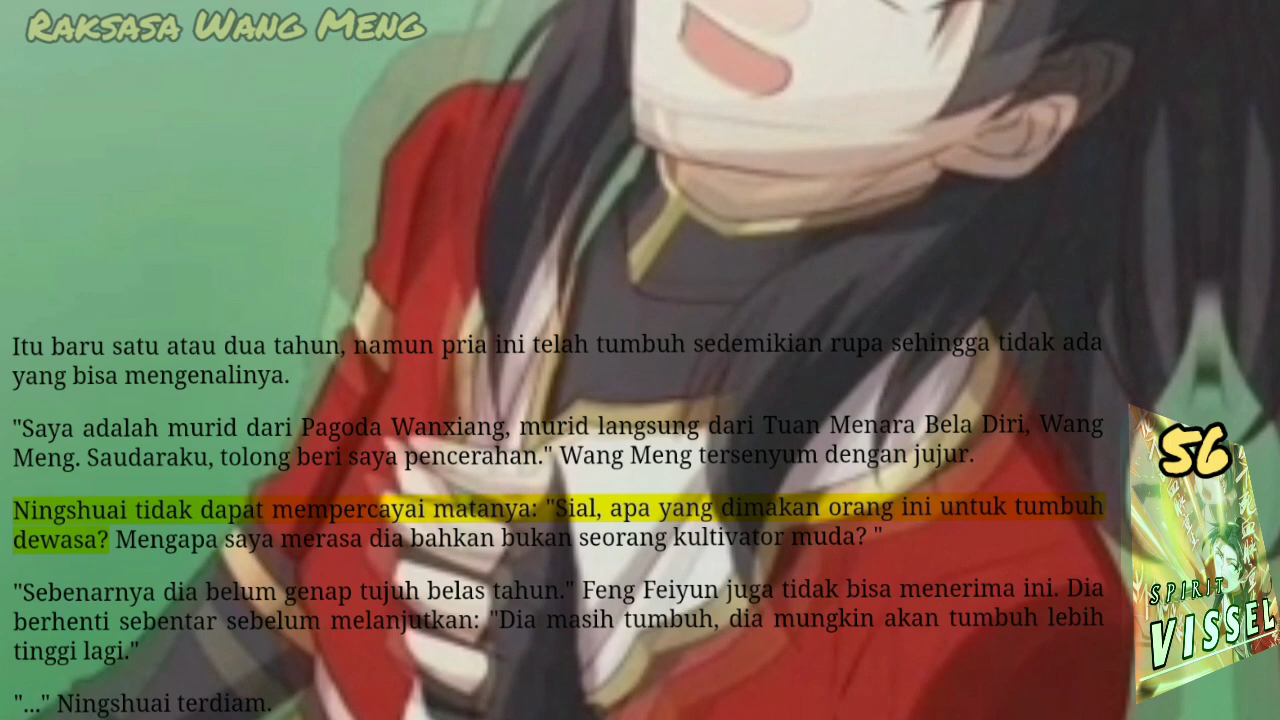 Raksasa Wang Meng
Itu baru satu atau dua tahun, namun pria ini telah tumbuh sedemikian rupa sehingga tidak ada
yang bisa mengenalinya.
"Saya adalah murid dari Pagoda Wanxiang, murid langsung dari Tuan Menara Bela Diri, Wang
Meng. Saudaraku, tolong beri saya pencerahan." Wang Meng tersenyum dengan jujur.
Ningshuai tidak dapat mempercayai matanya: "Sial, apa yang dimakan orang ini untuk tumbuh
dewasa? Mengapa saya merasa dia bahkan bukan seorang kultivator muda? "
"Sebenarnya dia belum genap tujuh belas tahun." Feng Feiyun juga tidak bisa menerima ini. Dia
berhenti sebentar sebelum melanjutkan: "Dia masih tumbuh, dia mungkin akan tumbuh lebih
tinggi lagi."
"..." Ningshuai terdiam.
56
SPIRIT
VISSEL